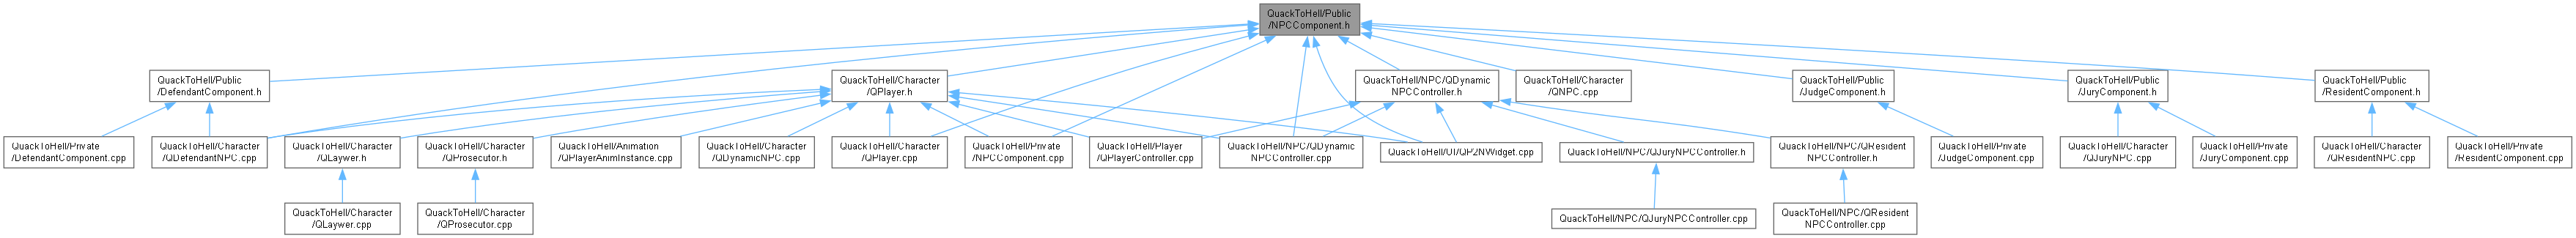 QuackToHell/Public
/NPCComponent.h
QuackToHell/Public
/DefendantComponent.h
QuackToHell/Character
/QPlayer.h
QuackToHell/NPC/QDynamic
NPCController.h
QuackToHell/Character
/QNPC.cpp
QuackToHell/Public
/JudgeComponent.h
QuackToHell/Public
/JuryComponent.h
QuackToHell/Public
/ResidentComponent.h
QuackToHell/Private
/DefendantComponent.cpp
QuackToHell/Character
/QDefendantNPC.cpp
QuackToHell/Character
/QLaywer.h
QuackToHell/Character
/QProsecutor.h
QuackToHell/Animation
/QPlayerAnimInstance.cpp
QuackToHell/Character
/QDynamicNPC.cpp
QuackToHell/Character
/QPlayer.cpp
QuackToHell/Private
/NPCComponent.cpp
QuackToHell/Player
/QPlayerController.cpp
QuackToHell/NPC/QDynamic
NPCController.cpp
QuackToHell/UI/QP2NWidget.cpp
QuackToHell/NPC/QJuryNPCController.h
QuackToHell/NPC/QResident
NPCController.h
QuackToHell/Private
/JudgeComponent.cpp
QuackToHell/Character
/QJuryNPC.cpp
QuackToHell/Private
/JuryComponent.cpp
QuackToHell/Character
/QResidentNPC.cpp
QuackToHell/Private
/ResidentComponent.cpp
QuackToHell/Character
/QLaywer.cpp
QuackToHell/Character
/QProsecutor.cpp
QuackToHell/NPC/QJuryNPCController.cpp
QuackToHell/NPC/QResident
NPCController.cpp